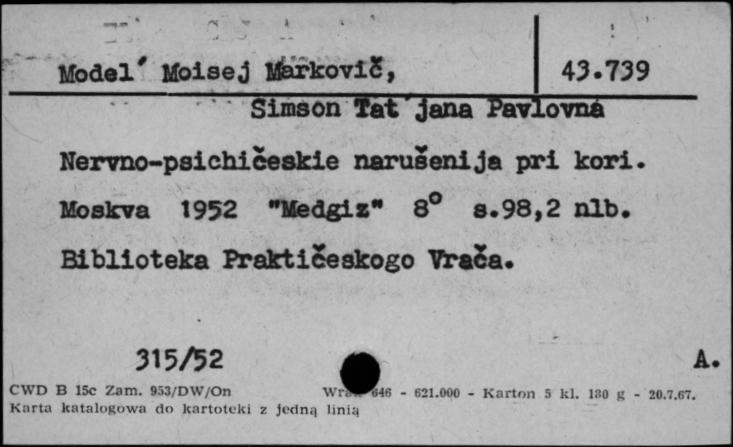 Model´ Moisej Markovič, 43.739
Simson Tat´jana Pavlovna
Nervno-psichičeskie narušenija pri kori.
Moskva 1952 "Medgiz" 8° s.98,2 nlb.
Biblioteka Praktičeskogo Vrača.
315/52 A.
CWD B 15c Zam. 953/DW/On 646 - 621.000 - Karton 5 kl. 180 g - 20.7.67.
Karta katalogowa do kartoteki z jedną linią